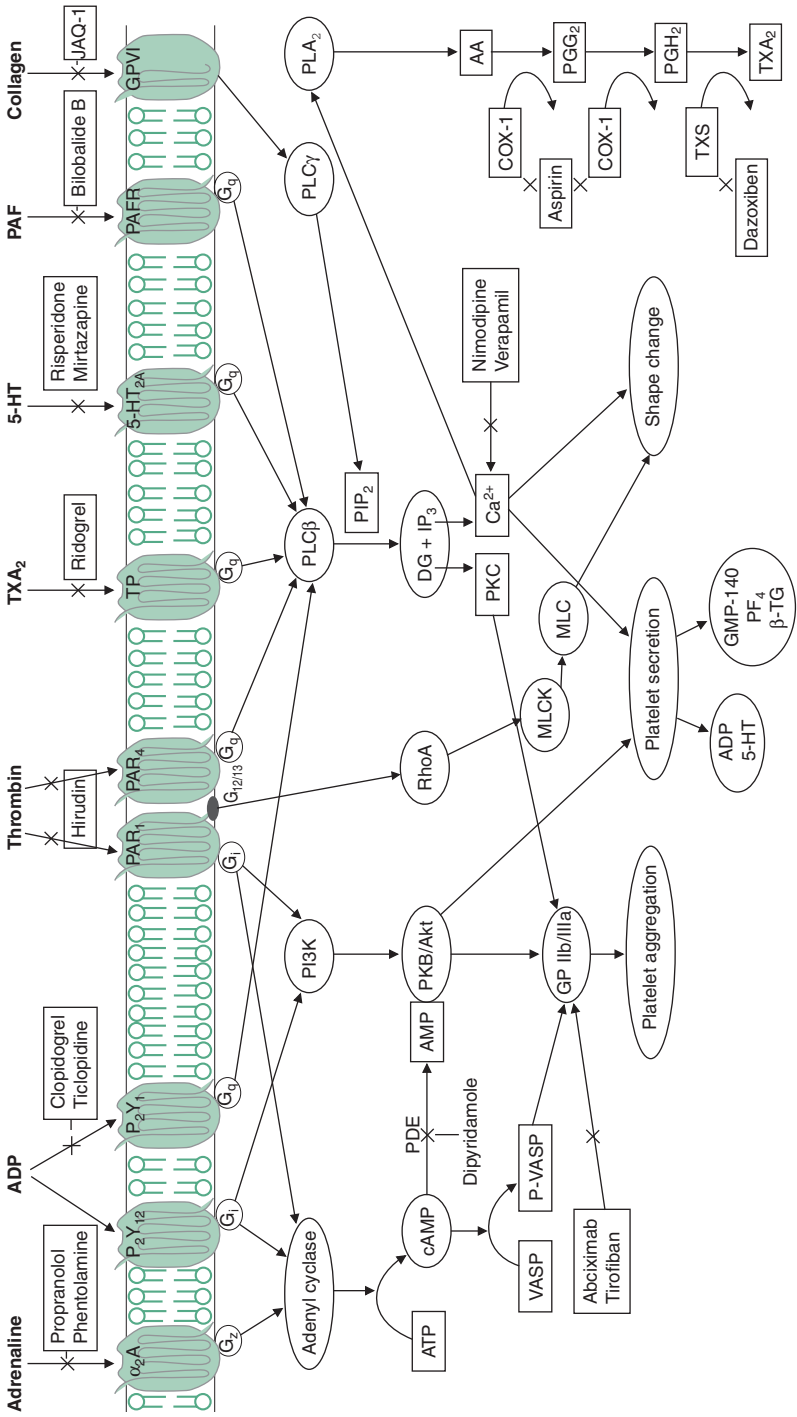 Adrenaline
ADP
Thrombin
TXA2
5-HT
PAF
Collagen
Propranolol
Phentolamine
Clopidogrel
Ticlopidine
Hirudin
Ridogrel
Risperidone
Mirtazapine
Bilobalide B
JAQ-1
α2A
P2Y12
P2Y1
PAR1
PAR4
TP
5-HT2A
PAFR
GPVI
Gz
Gi
Gq
Gi
G12/13
Gq
Gq
Gq
Gq
Adenyl cyclase
PI3K
PLCβ
PLCγ
PLA2
PIP2
ATP
cAMP
PDE
Dipyridamole
AMP
PKB/Akt
RhoA
DG + IP3
PKC
Ca2+
Nimodipine
Verapamil
AA
PGG2
PGH2
TXA2
COX-1
COX-1
TXS
Aspirin
Dazoxiben
VASP
P-VASP
Abciximab
Tirofiban
GP IIb/IIIa
MLCK
MLC
Platelet aggregation
Platelet secretion
Shape change
ADP
5-HT
GMP-140
PF4
β-TG